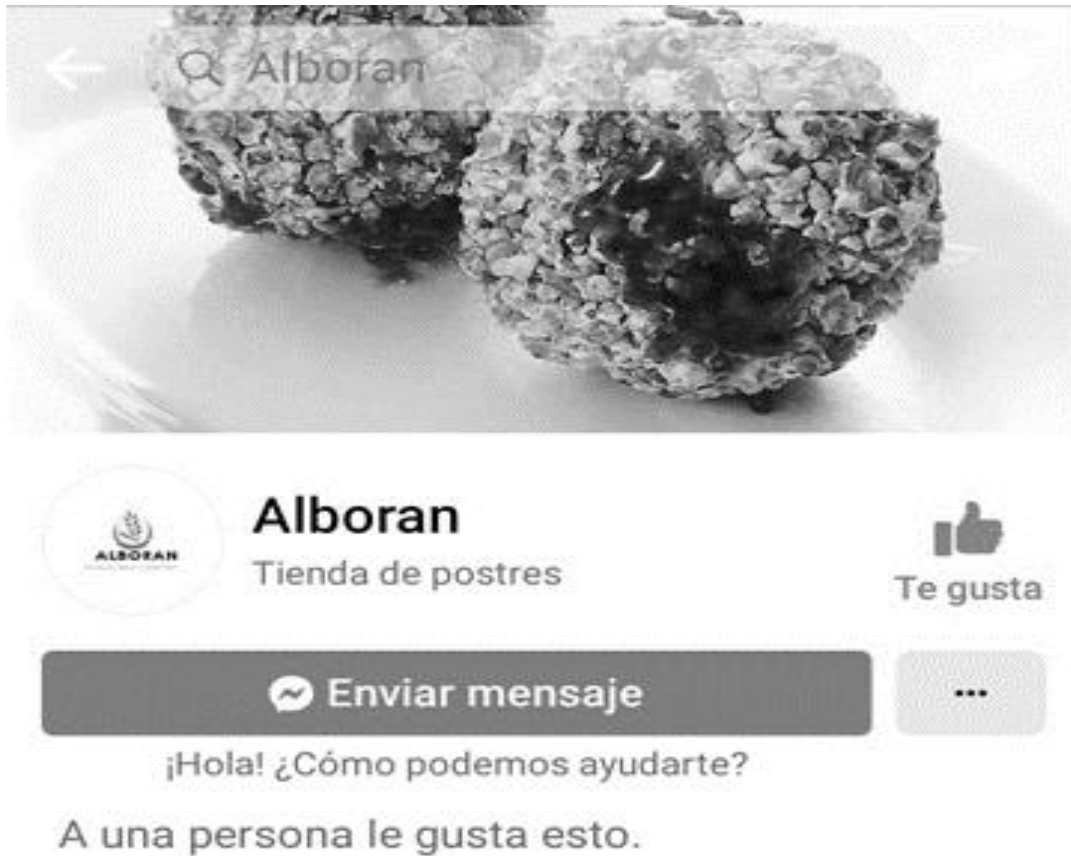 Alboran
ALBORAN
Alboran
Tienda de postres
Te gusta
Enviar mensaje
...
¡Hola! ¿Cómo podemos ayudarte?
A una persona le gusta esto.